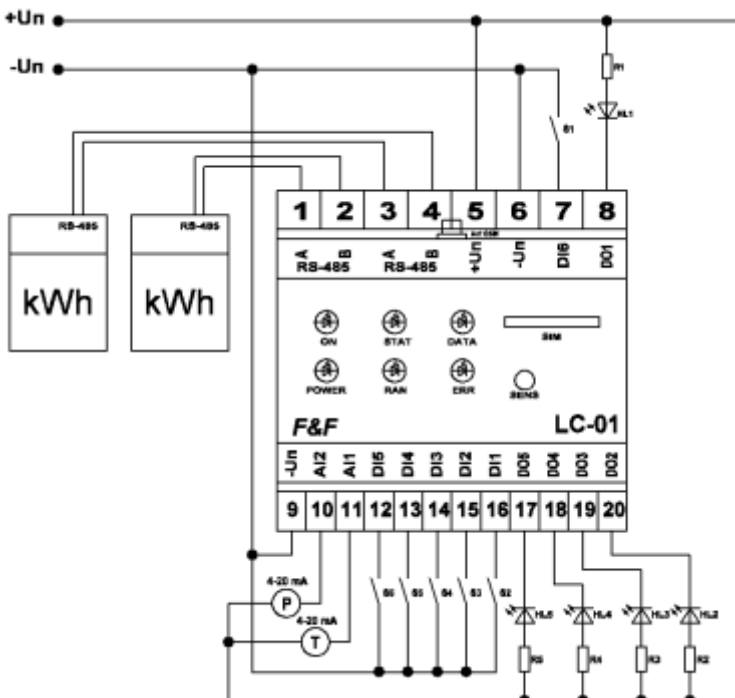 +Un
-Un
R1
HL1
S1
RS-485
RS-485
kWh
kWh
1 2 3 4 5 6 7 8
A B A B +Un -Un DI6 DO1
RS-485 RS-485
ON STAT DATA SIM
POWER RAN ERR SENS
F&F LC-01
-Un AI2 AI1 DI5 DI4 DI3 DI2 DI1 DO5 DO4 DO3 DO2
9 10 11 12 13 14 15 16 17 18 19 20
4-20 mA
P
4-20 mA
T
S6 S5 S4 S3 S2
HL5 HL4 HL3 HL2
R5 R4 R3 R2